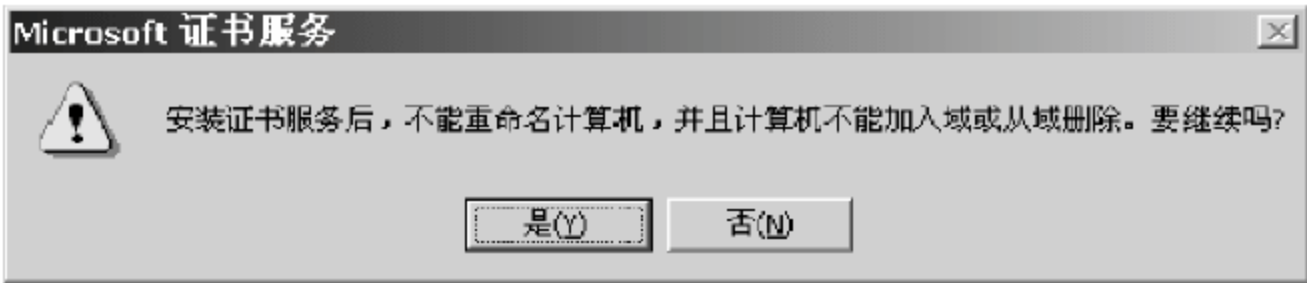 Microsoft 证书服务
安装证书服务后，不能重命名计算机，并且计算机不能加入域或从域删除。要继续吗?
是(Y)
否(N)